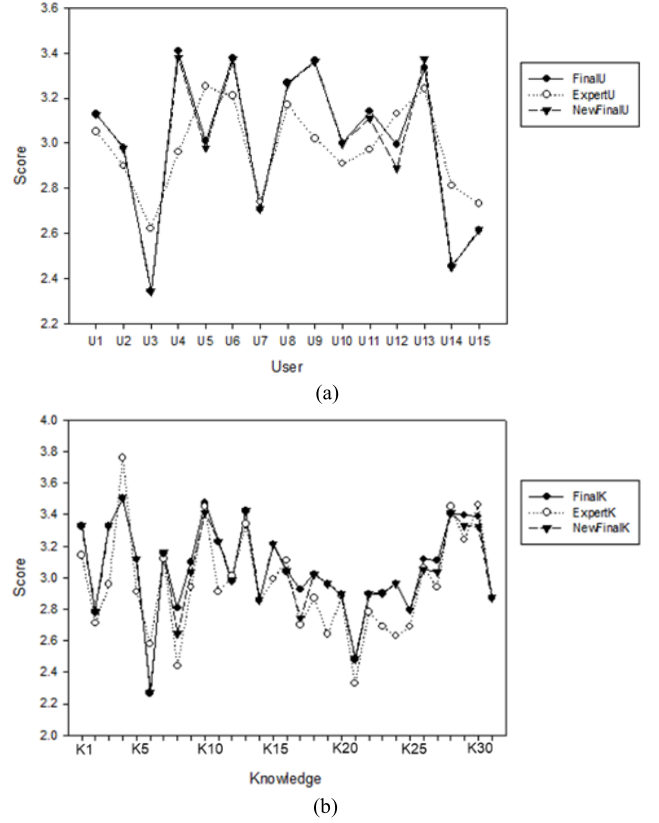 3.6
3.4
3.2
3.0
2.8
2.6
2.4
2.2
Score
U1 U2 U3 U4 U5 U6 U7 U8 U9 U10 U11 U12 U13 U14 U15
User
FinalU
ExpertU
NewFinalU
(a)
4.0
3.8
3.6
3.4
3.2
3.0
2.8
2.6
2.4
2.2
2.0
Score
K1 K5 K10 K15 K20 K25 K30
Knowledge
FinalK
ExpertK
NewFinalK
(b)